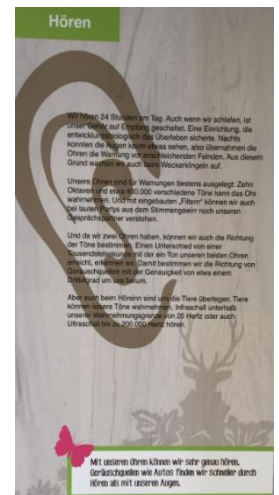 Hören
Wir hören 24 Stunden am Tag. Auch wenn wir schlafen, ist
unser Gehör auf Empfang geschaltet. Eine Einrichtung, die
entwicklungsbiologisch das Überleben sicherte. Nachts
konnten die Augen kaum etwas sehen, also übernahmen die
Ohren die Warnung vor anschleichenden Feinden. Aus diesem
Grund wachen wir auch beim Weckerklingeln auf.
Unsere Ohren sind für Warnungen bestens ausgelegt. Zehn
Oktaven und etwa 400.000 verschiedene Töne kann das Ohr
wahrnehmen. Und mit eingebauten „Filtern“ können wir auch
bei lauten Partys aus dem Stimmengewirr noch unseren
Gesprächspartner verstehen.
Und da wir zwei Ohren haben, können wir auch die Richtung
der Töne bestimmen. Einen Unterschied von einer
Tausendstelsekunde mit der ein Ton unseren beiden Ohren
erreicht, erkennen wir. Damit bestimmen wir die Richtung von
Geräuschquellen mit der Genauigkeit von etwa einem
Drittelgrad um uns herum.
Aber auch beim Hörsinn sind uns die Tiere überlegen. Tiere
können unsere Töne wahrnehmen, Infraschall unterhalb
unserer Wahrnehmungsgrenze von 20 Hertz oder auch
Ultraschall bis zu 200.000 Hertz hören.
Mit unseren Ohren können wir sehr genau hören.
Geräuschquellen wie Autos finden wir schneller durch
Hören als mit unseren Augen.